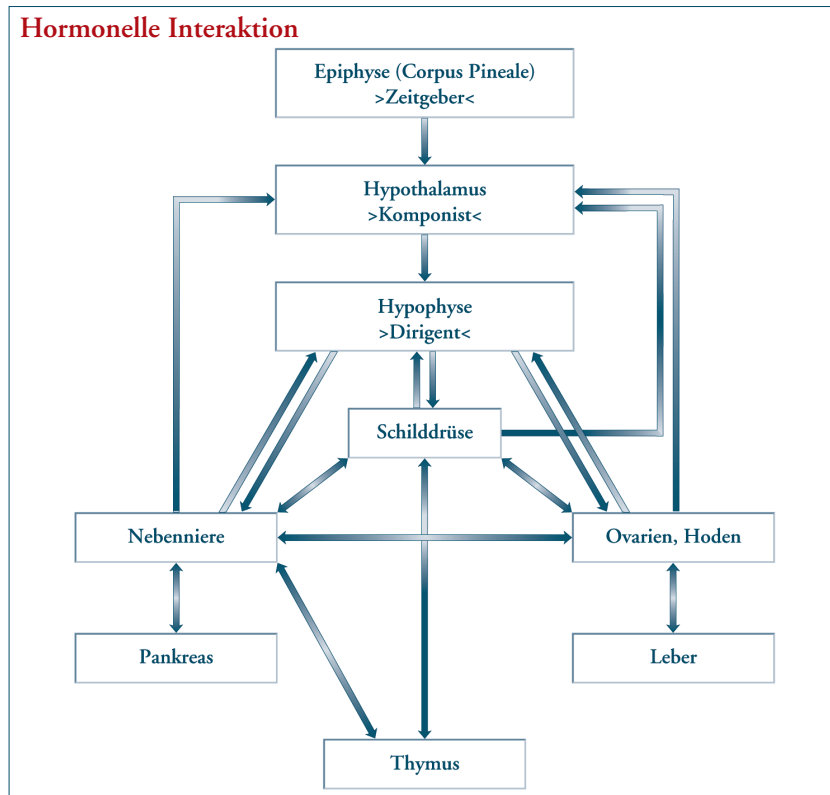 Hormonelle Interaktion
Epiphyse (Corpus Pineale)
>Zeitgeber<
Hypothalamus
>Komponist<
Hypophyse
>Dirigent<
Schilddrüse
Nebenniere
Ovarien, Hoden
Pankreas
Leber
Thymus